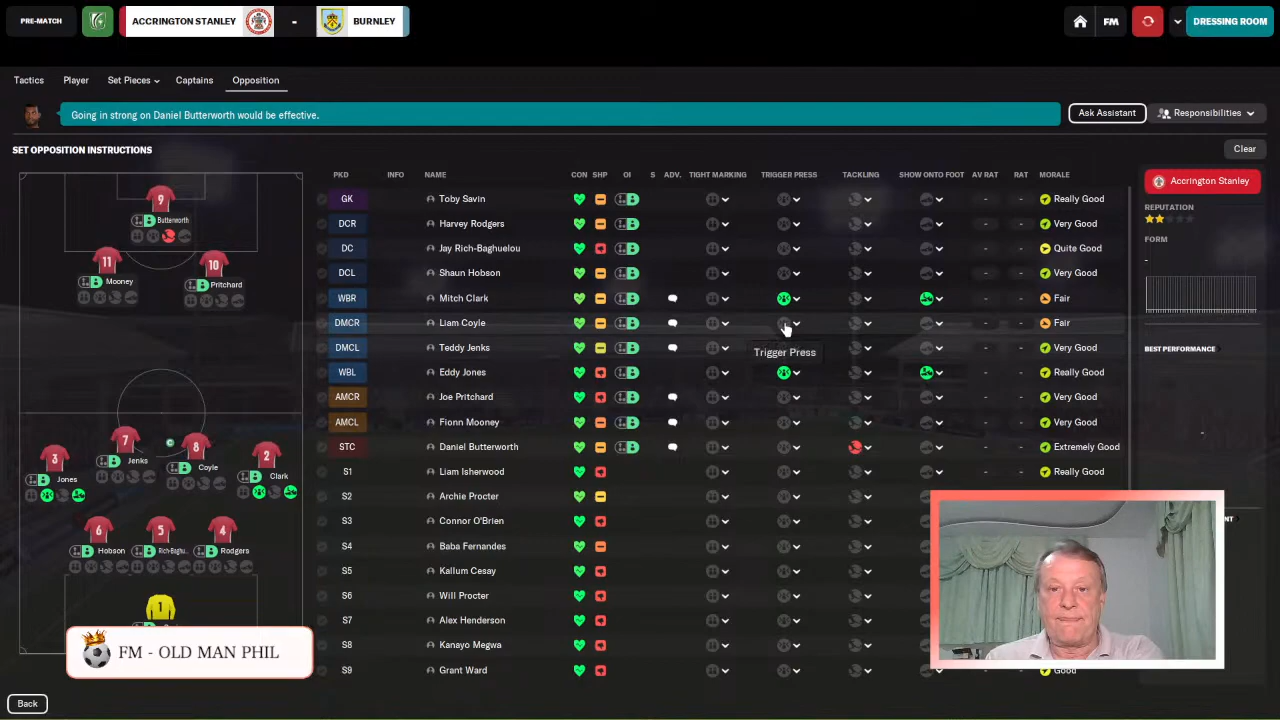 PRE-MATCH
ACCRINGTON STANLEY - BURNLEY
FM
DRESSING ROOM
Tactics Player Set Pieces Captains Opposition
Going in strong on Daniel Butterworth would be effective.
Ask Assistant
Responsibilities
SET OPPOSITION INSTRUCTIONS
Clear
9
Butterworth
11
Mooney
10
Pritchard
3
Jones
7
Jenks
C
8
Coyle
2
Clark
6
Hobson
5
Rich-Baghu..
4
Rodgers
1
PKD INFO NAME CON SHP OI S ADV. TIGHT MARKING TRIGGER PRESS TACKLING SHOW ONTO FOOT AV RAT RAT MORALE
GK Toby Savin - - Really Good
DCR Harvey Rodgers - - Very Good
DC Jay Rich-Baghuelou - - Quite Good
DCL Shaun Hobson - - Very Good
WBR Mitch Clark - - Fair
DMCR Liam Coyle - - Fair
DMCL Teddy Jenks - - Very Good
Trigger Press
WBL Eddy Jones - - Really Good
AMCR Joe Pritchard - - Very Good
AMCL Fionn Mooney - - Very Good
STC Daniel Butterworth - - Extremely Good
S1 Liam Isherwood - - Really Good
S2 Archie Procter
S3 Connor O'Brien
S4 Baba Fernandes
S5 Kallum Cesay
S6 Will Procter
S7 Alex Henderson
S8 Kanayo Megwa
S9 Grant Ward Good
Accrington Stanley
REPUTATION
FORM
-
BEST PERFORMANCE
-
FM - OLD MAN PHIL
Back